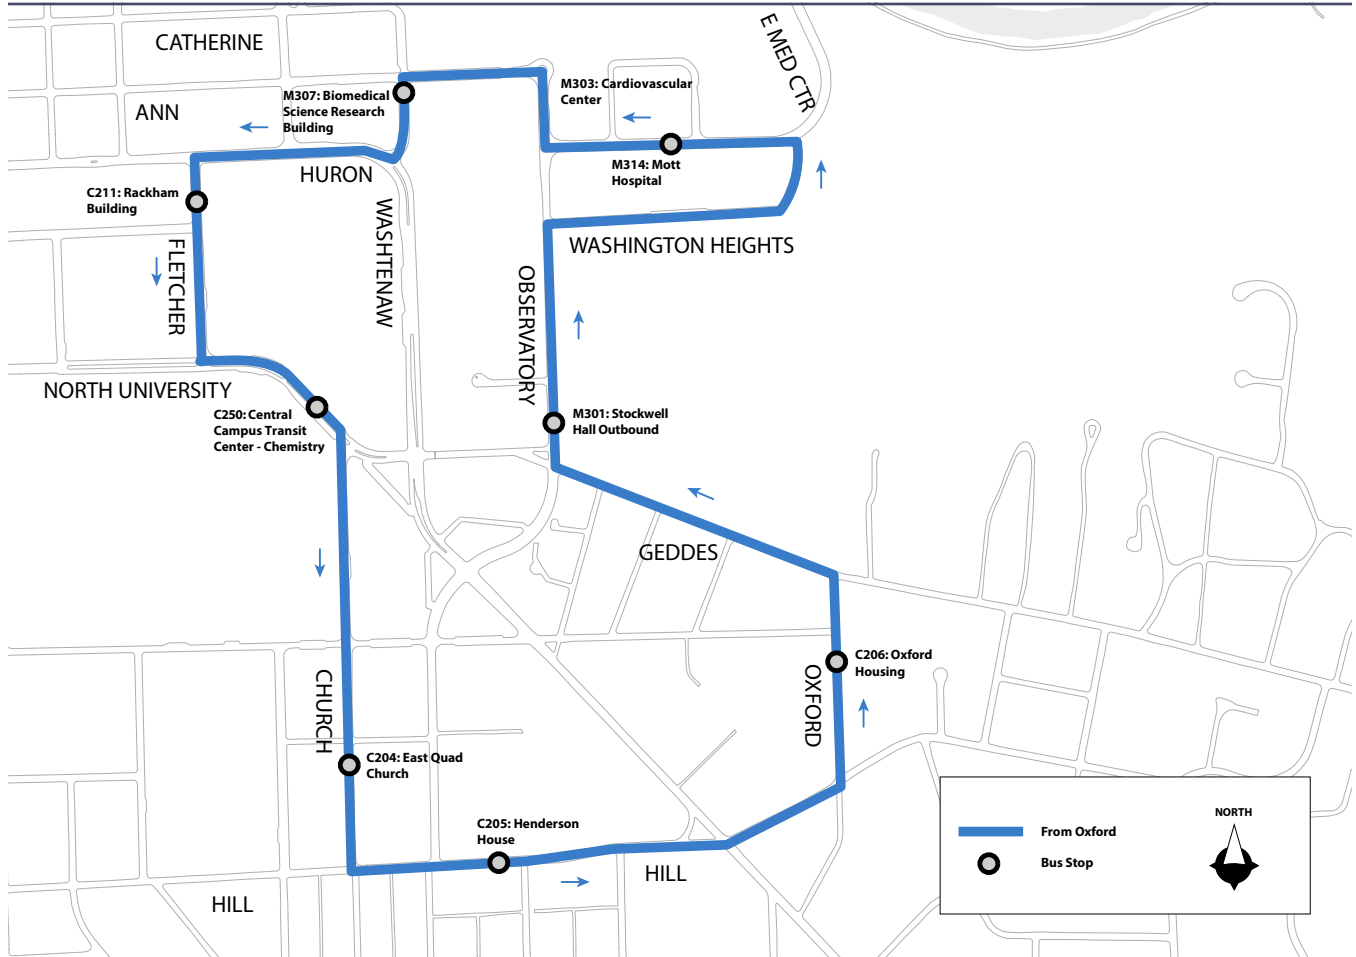 CATHERINE
E MED CTR
M303: Cardiovascular
Center
M307: Biomedical
Science Research
Building
ANN
HURON
M314: Mott
Hospital
C211: Rackham
Building
WASHTENAW
FLETCHER
WASHINGTON HEIGHTS
OBSERVATORY
NORTH UNIVERSITY
C250: Central
Campus Transit
Center - Chemistry
M301: Stockwell
Hall Outbound
GEDDES
C206: Oxford
Housing
OXFORD
CHURCH
C204: East Quad
Church
C205: Henderson
House
HILL
HILL
NORTH
From Oxford
Bus Stop